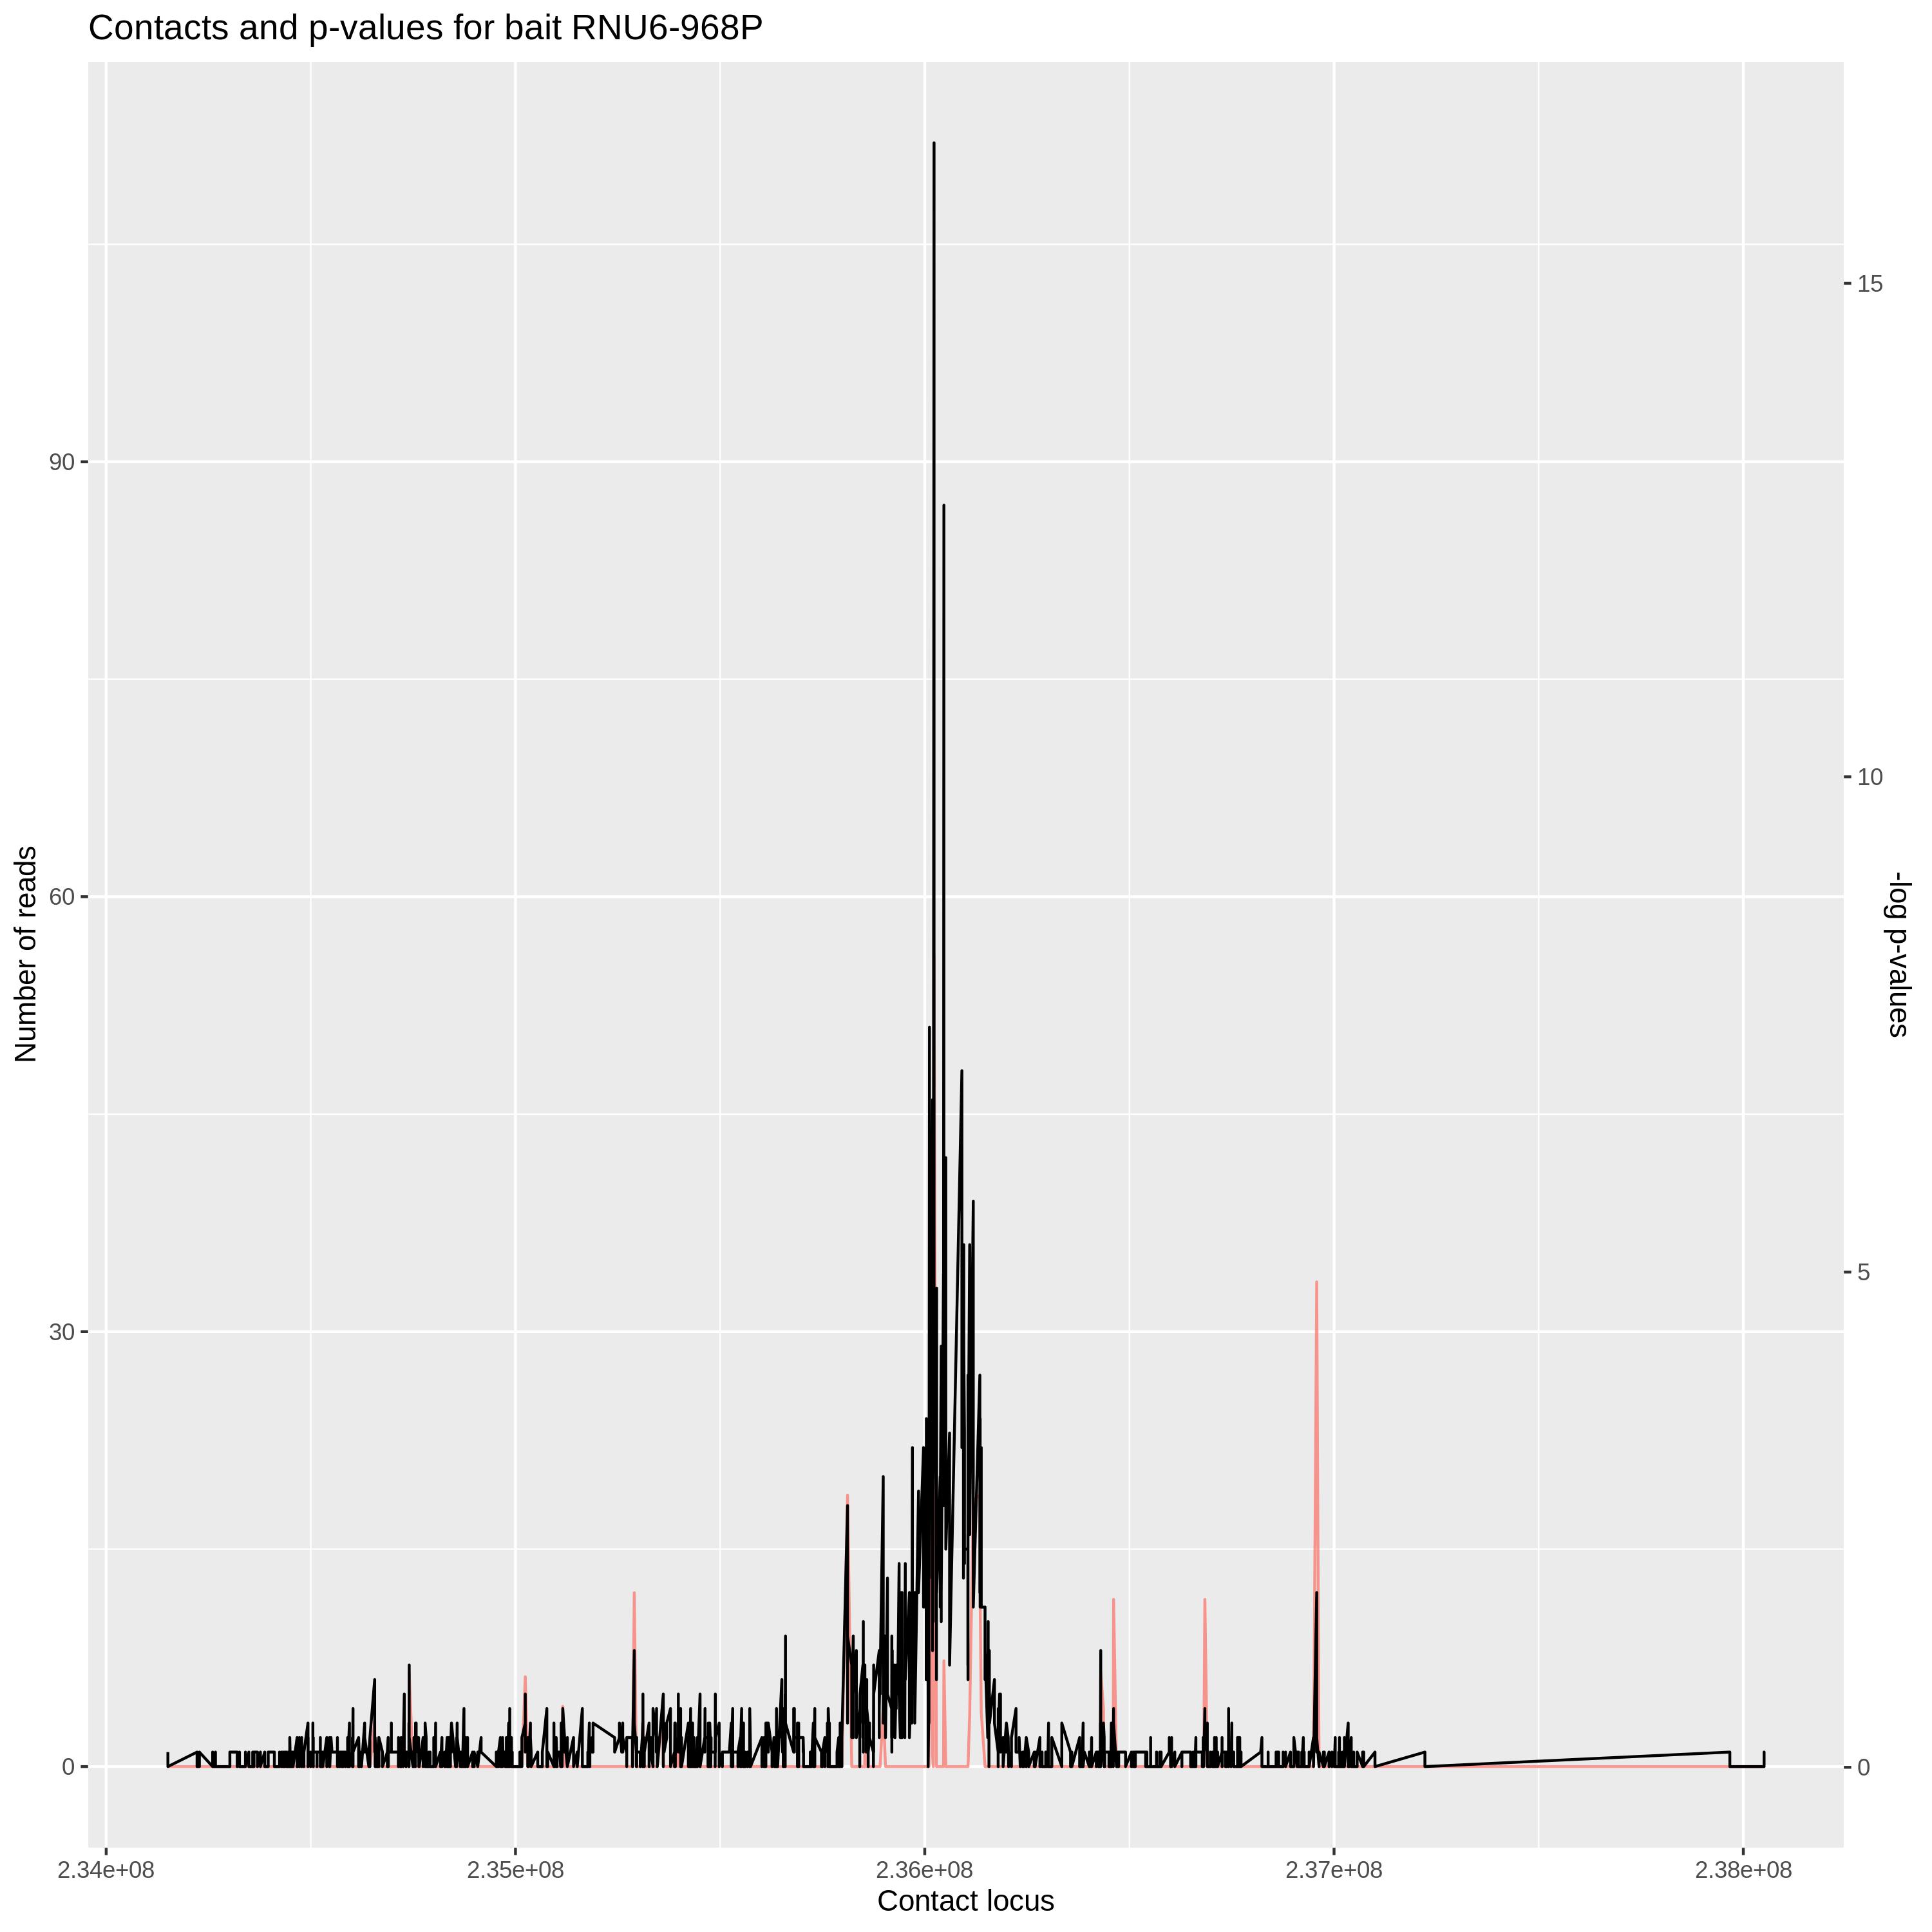 Contacts and p-values for bait RNU6-968P
Number of reads
90
60
30
0
15
10
5
0
-log p-values
2.34e+08
2.35e+08
2.36e+08
2.37e+08
2.38e+08
Contact locus